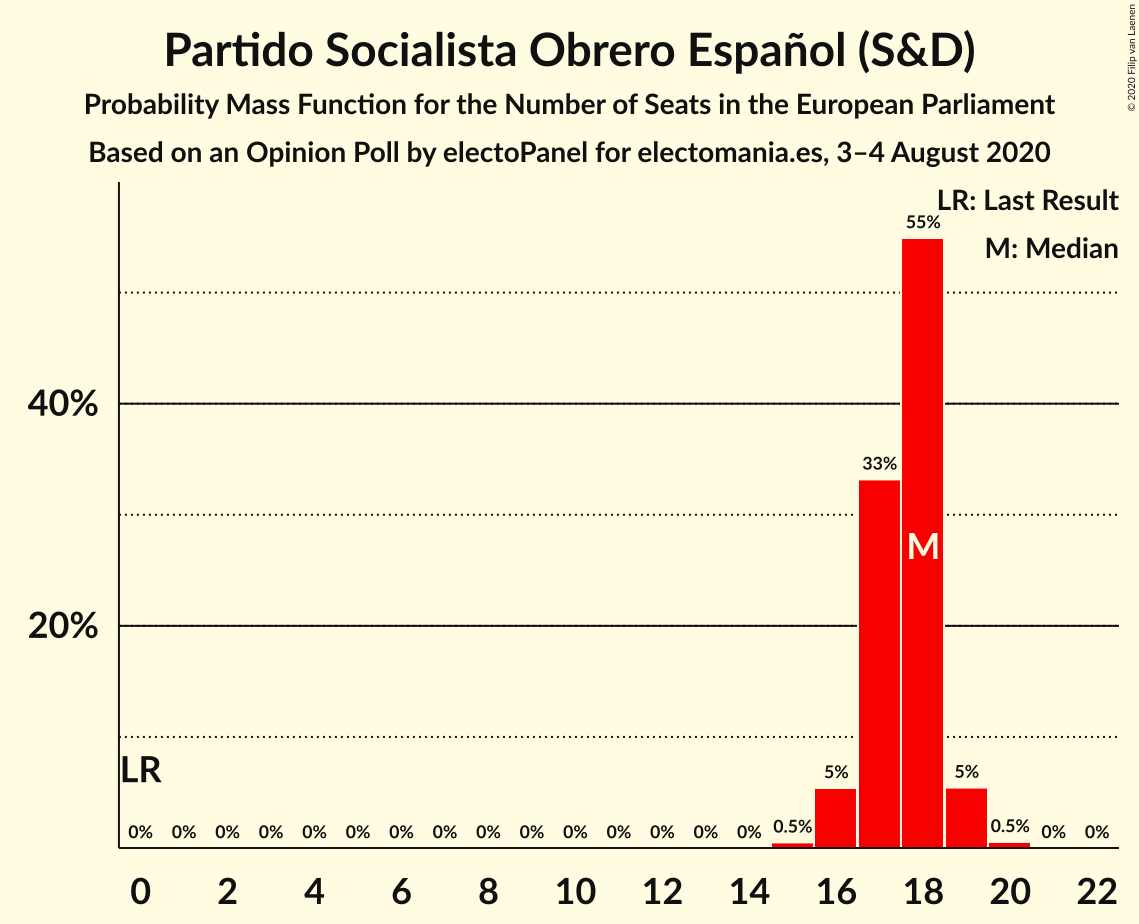 Partido Socialista Obrero Español (S&D)
Probability Mass Function for the Number of Seats in the European Parliament
Based on an Opinion Poll by electoPanel for electomania.es, 3–4 August 2020
© 2020 Filip van Laenen
LR: Last Result
M: Median
55%
40%
33%
M
20%
LR
5% 5%
0% 0% 0% 0% 0% 0% 0% 0% 0% 0% 0% 0% 0% 0% 0% 0.5% 0.5% 0% 0%
0 2 4 6 8 10 12 14 16 18 20 22